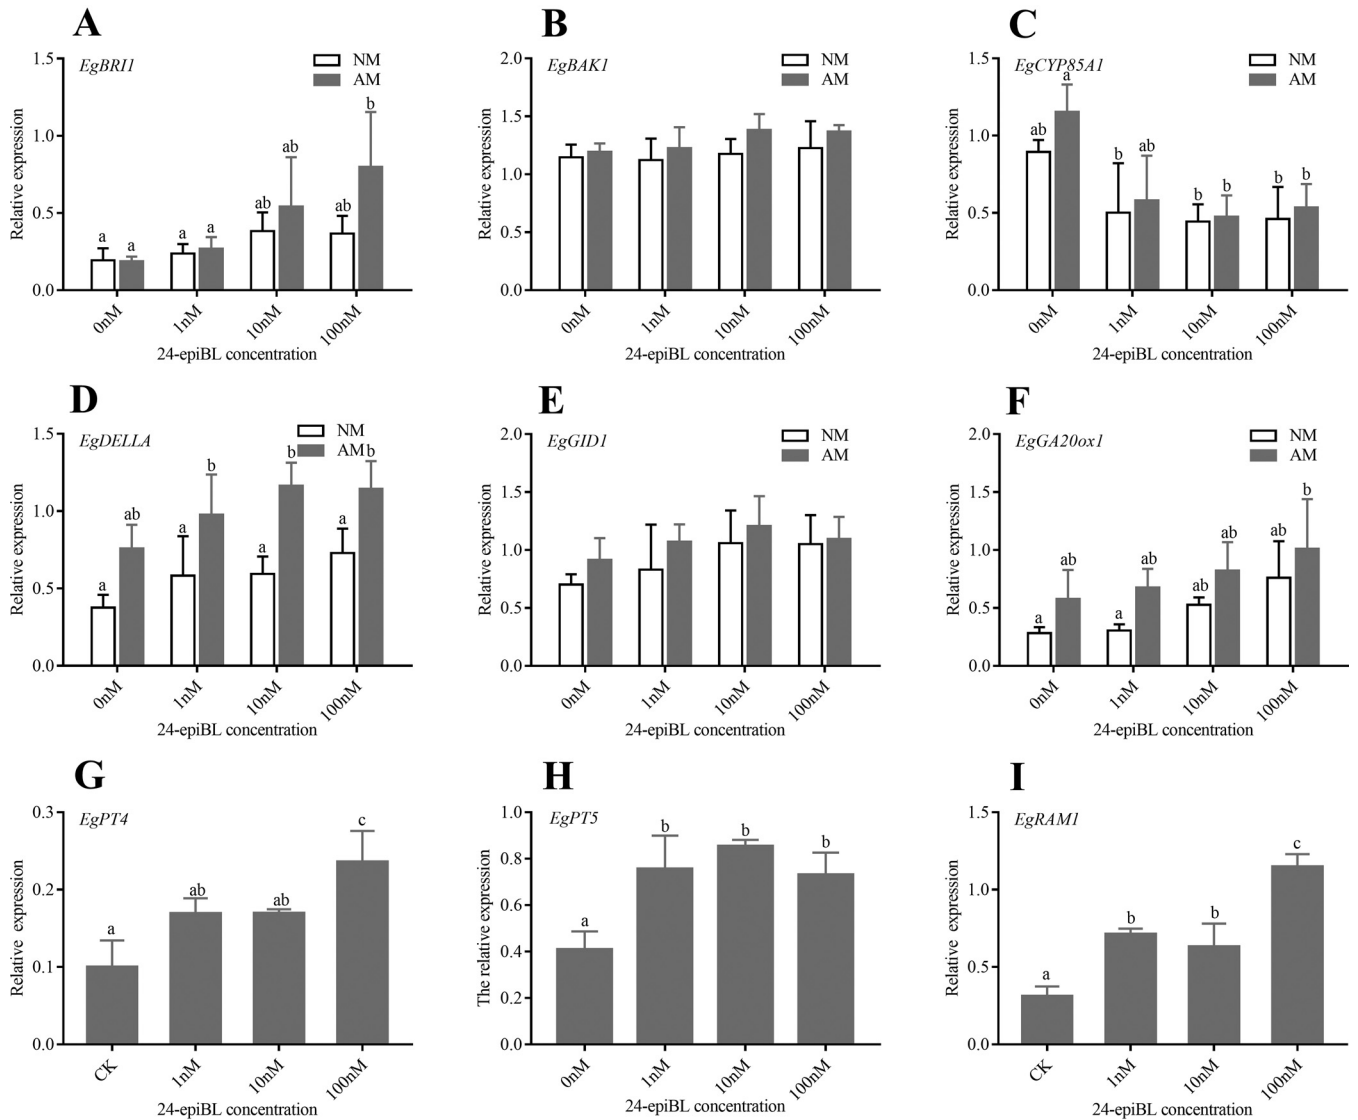 A
EgBRI1
NM
AM
Relative expression
1.5
1.0
0.5
0.0
a a a a ab ab ab b
0nM 1nM 10nM 100nM
24-epiBL concentration
B
EgBAK1
NM
AM
Relative expression
2.0
1.5
1.0
0.5
0.0
0nM 1nM 10nM 100nM
24-epiBL concentration
C
EgCYP85A1
NM
AM
Relative expression
1.5
1.0
0.5
0.0
ab a b ab b b b b
0nM 1nM 10nM 100nM
24-epiBL concentration
D
EgDELLA
NM
AM
Relative expression
1.5
1.0
0.5
0.0
a ab a b a b a b
0nM 1nM 10nM 100nM
24-epiBL concentration
E
EgGID1
NM
AM
Relative expression
2.0
1.5
1.0
0.5
0.0
0nM 1nM 10nM 100nM
24-epiBL concentration
F
EgGA20ox1
NM
AM
Relative expression
2.0
1.5
1.0
0.5
0.0
a ab a ab ab ab ab b
0nM 1nM 10nM 100nM
24-epiBL concentration
G
EgPT4
Relative expression
0.3
0.2
0.1
0.0
a ab ab c
CK 1nM 10nM 100nM
24-epiBL concentration
H
EgPT5
The relative expression
1.0
0.8
0.6
0.4
0.2
0.0
a b b b
0nM 1nM 10nM 100nM
24-epiBL concentration
I
EgRAM1
Relative expression
1.5
1.0
0.5
0.0
a b b c
CK 1nM 10nM 100nM
24-epiBL concentration